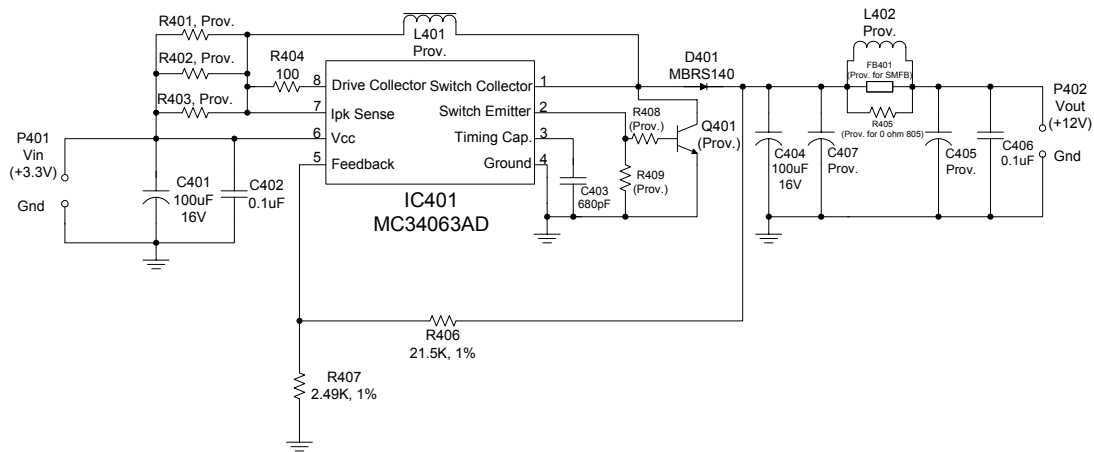 R401, Prov.
R402, Prov.
R403, Prov.
R404
100
L401
Prov.
8 Drive Collector Switch Collector 1
7 Ipk Sense Switch Emitter 2
6 Vcc Timing Cap. 3
5 Feedback Ground 4
IC401
MC34063AD
P401
Vin
(+3.3V)
Gnd
C401
100uF
16V
C402
0.1uF
C403
680pF
R408
(Prov.)
R409
(Prov.)
Q401
(Prov.)
D401
MBRS140
L402
Prov.
FB401
(Prov. for SMFB)
R405
(Prov. for 0 ohm 805)
C404
100uF
16V
C407
Prov.
C405
Prov.
C406
0.1uF
P402
Vout
(+12V)
Gnd
R406
21.5K, 1%
R407
2.49K, 1%